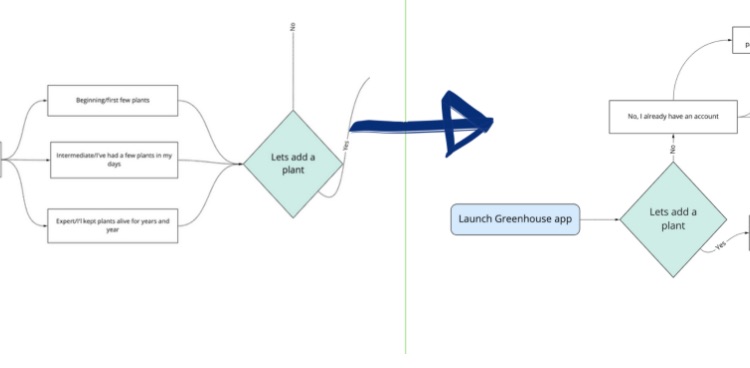 No
Beginning/first few plants
Intermediate/I've had a few plants in my
days
Expert/I'l kept plants alive for years and
year
Lets add a
plant
Yes
P
No, I already have an account
No
Launch Greenhouse app
Lets add a
plant
Yes